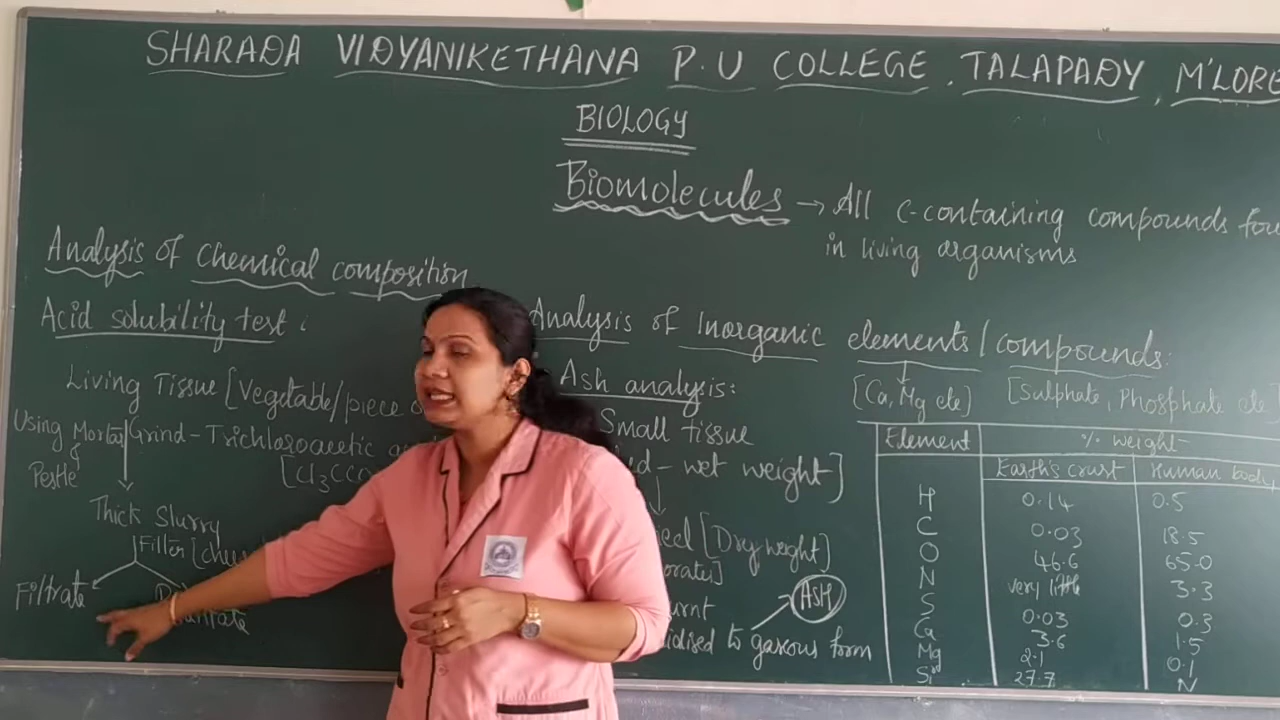 SHARADA VIDYANIKETHANA P.U COLLEGE, TALAPADY, M'LORE
BIOLOGY
Biomolecules → All C-containing compounds fou
in living organisms
Analysis of chemical composition
Acid solubility test :
Living Tissue [Vegetable/piece o
Using Mortar Grind - Trichloroacetic
&
Pestle
[Cl3CCO
Thick Slurry
Filter
Filtrate
Analysis of Inorganic elements / compounds:
[Ca, Mg etc] [Sulphate, Phosphate etc]
Ash analysis:
Small tissue
ed - wet weight]
ied [Dry weight]
orates]
urnt
idised to gaseous form
ASH
Element % weight
Earth's crust Human body
H 0.14 0.5
C 0.03 18.5
O 46.6 65.0
N very little 3.3
S 0.03 0.3
Ca 3.6 1.5
Mg 2.1 0.1
Si 27.7 N